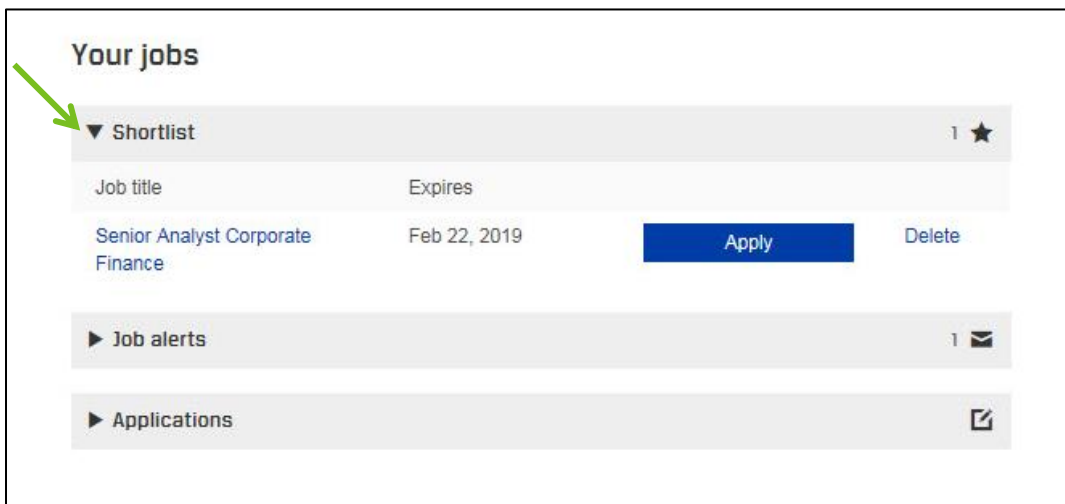 Your jobs
Shortlist 1
Job title Expires
Senior Analyst Corporate Finance Feb 22, 2019 Apply Delete
Job alerts 1
Applications